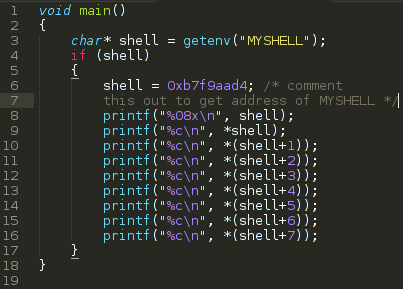 1 void main()
2 {
3 char* shell = getenv("MYSHELL");
4 if (shell)
5 {
6 shell = 0xb7f9aad4; /* comment
7 this out to get address of MYSHELL */
8 printf("%08x\n", shell);
9 printf("%c\n", *shell);
10 printf("%c\n", *(shell+1));
11 printf("%c\n", *(shell+2));
12 printf("%c\n", *(shell+3));
13 printf("%c\n", *(shell+4));
14 printf("%c\n", *(shell+5));
15 printf("%c\n", *(shell+6));
16 printf("%c\n", *(shell+7));
17 }
18 }
19